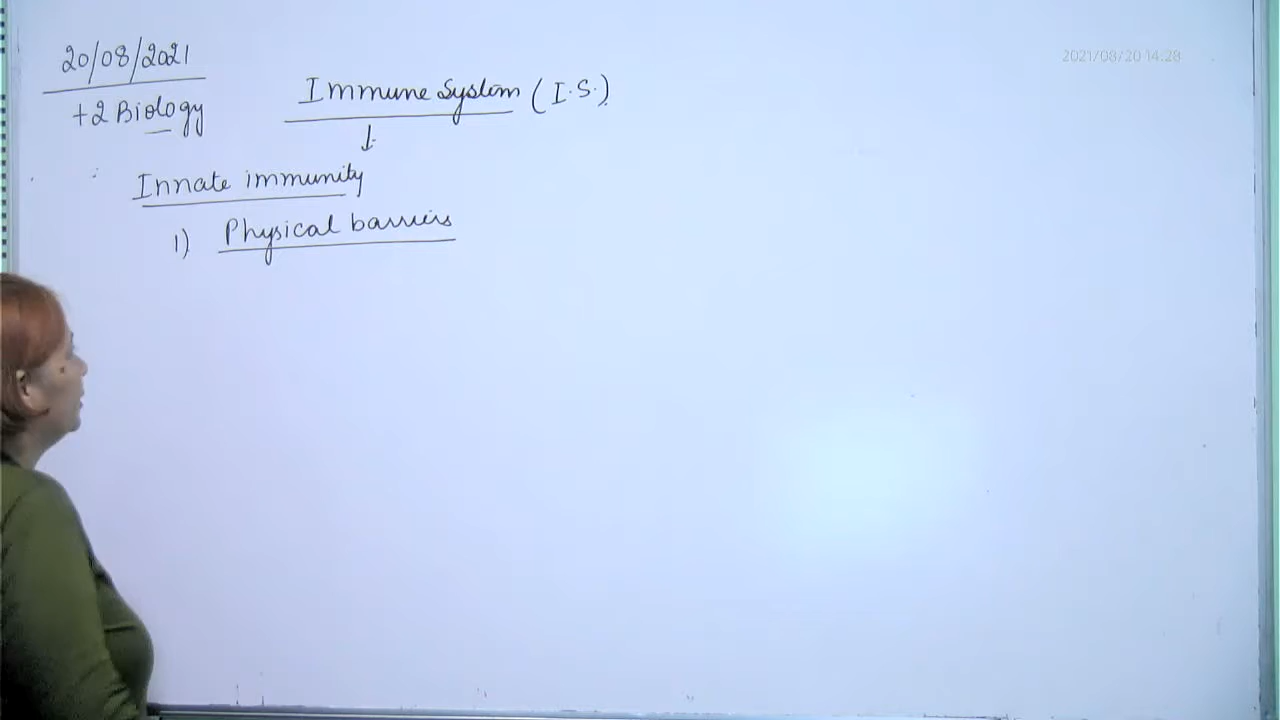 20/08/2021
2021/08/20 14:28
+2 Biology
Immune System (I.S.)
Innate immunity
1) Physical barriers